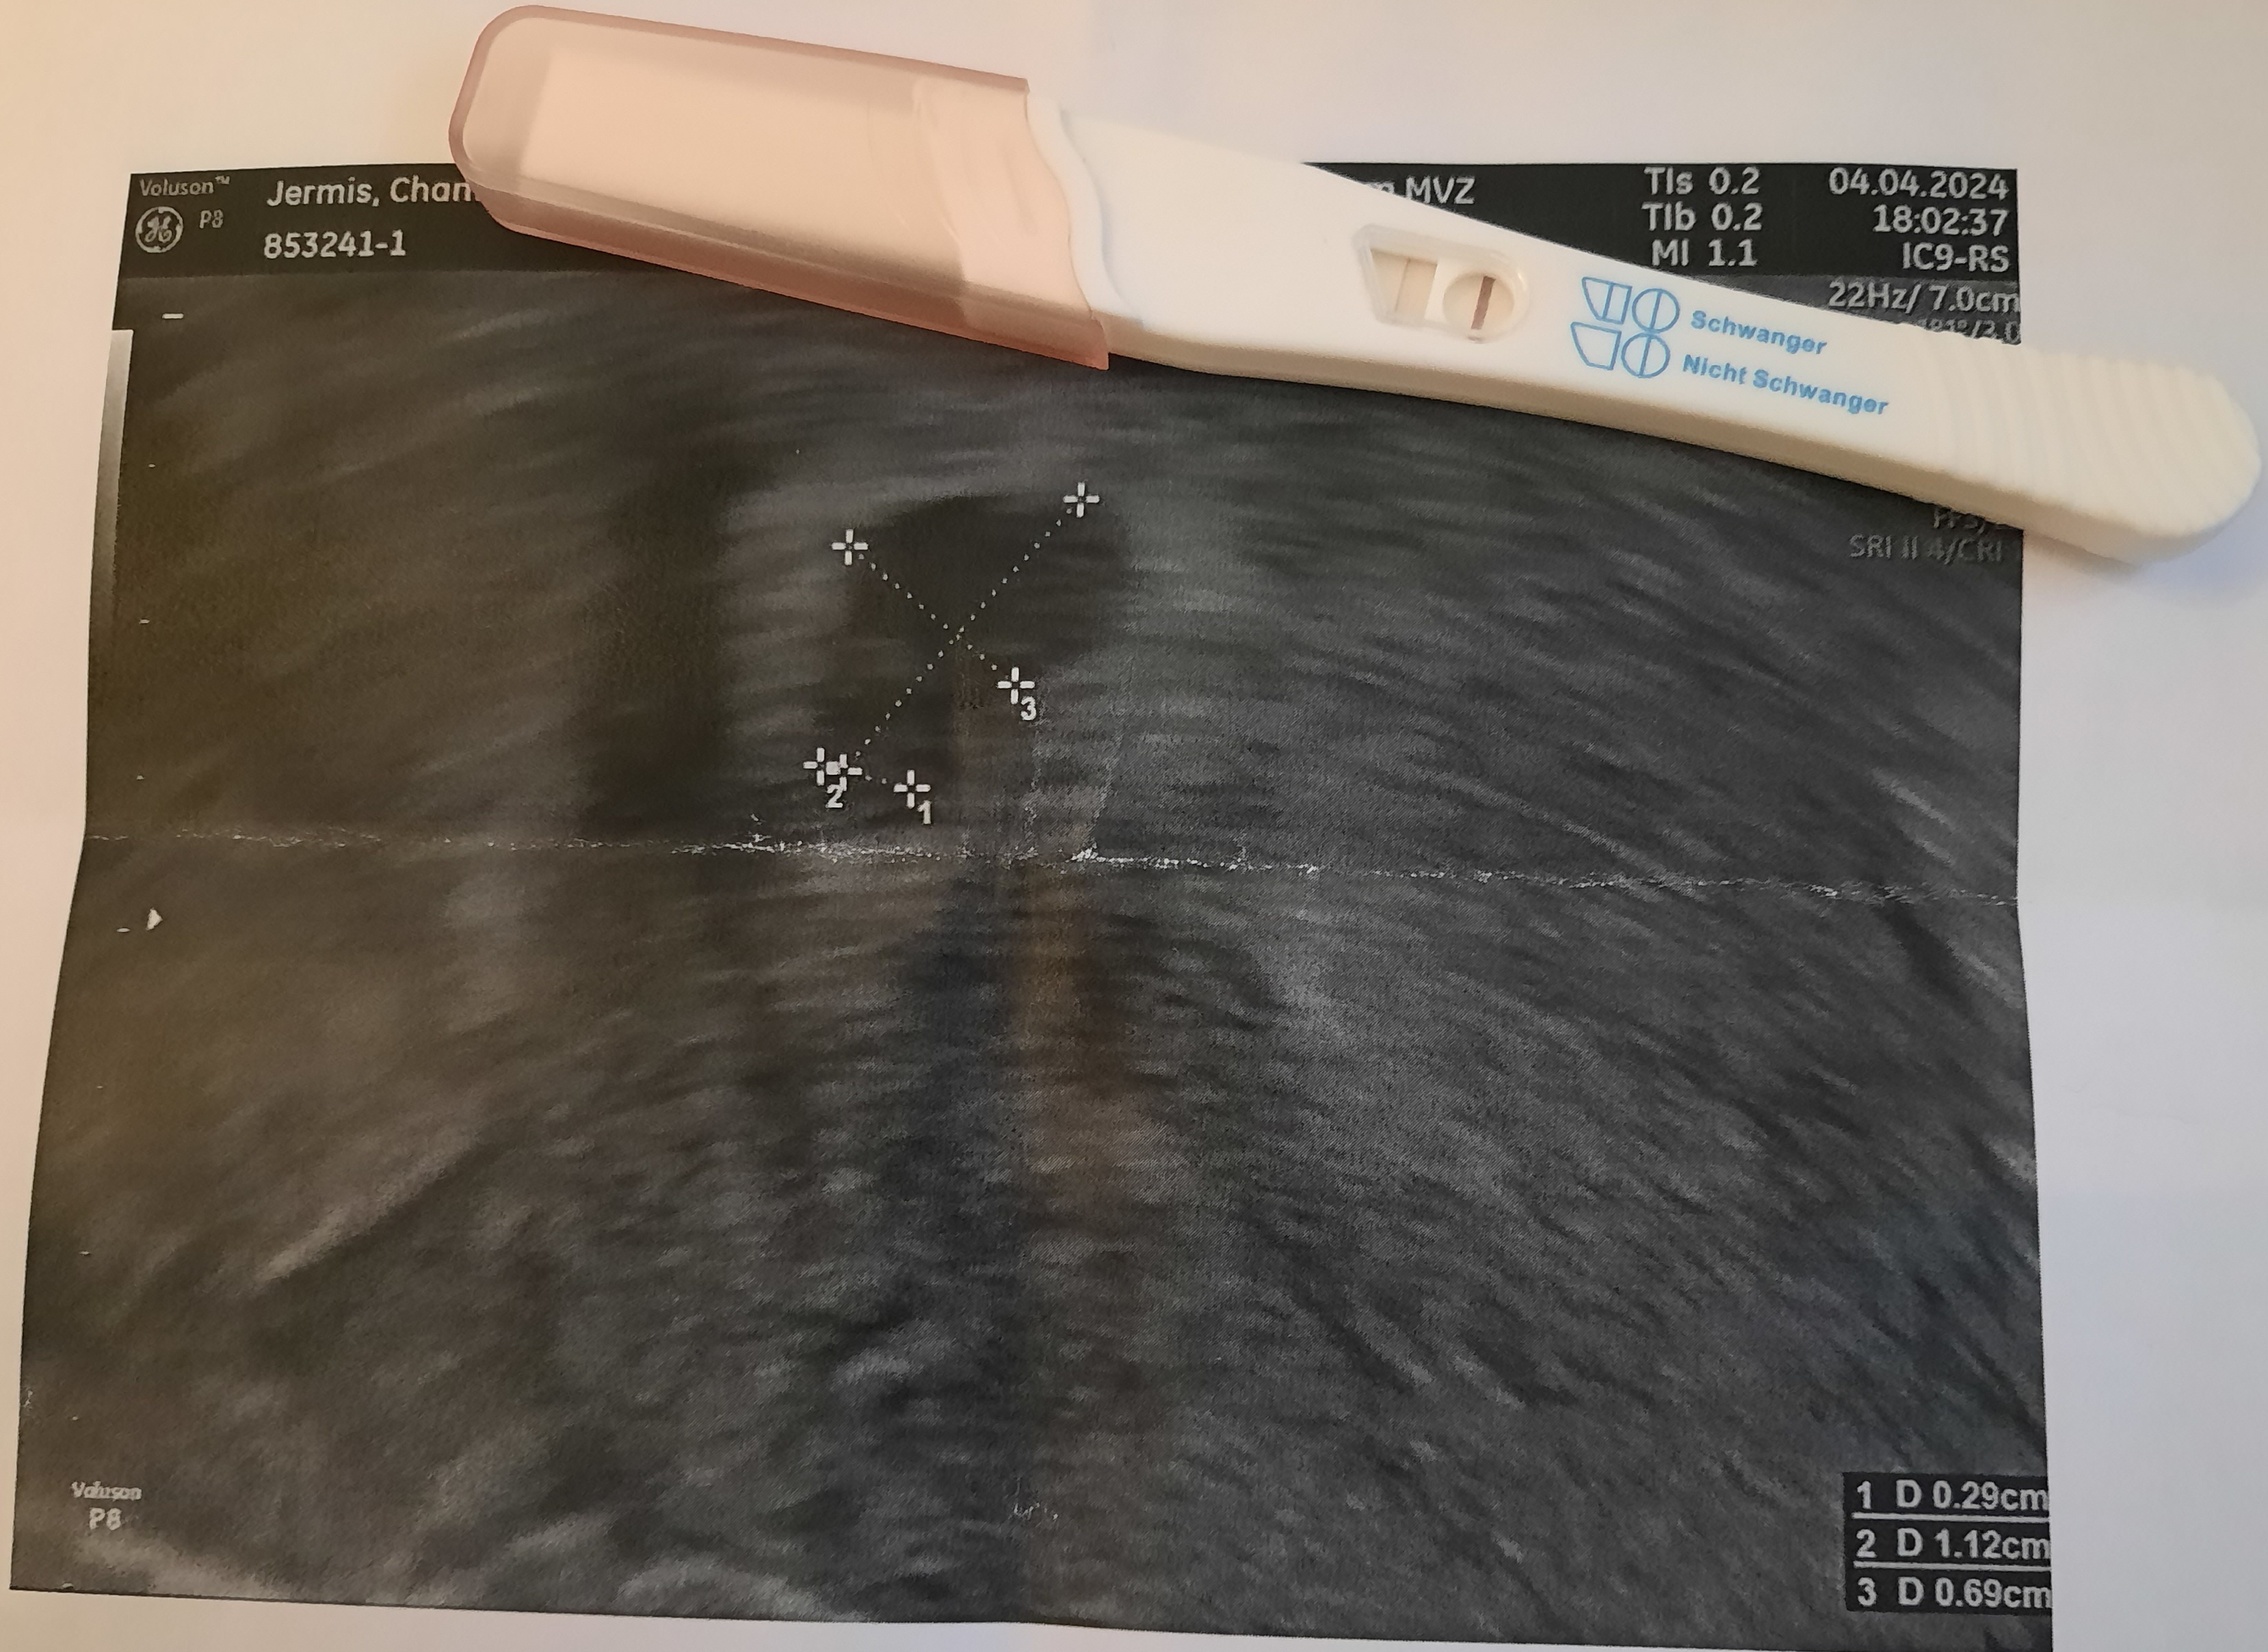 Voluson™
P8
Jermis,
853241-1
MVZ
TIs 0.2
TIb 0.2
MI 1.1
04.04.2024
18:02:37
IC9-RS
22Hz/ 7.0cm
SRI II 4/CRI
Schwanger
Nicht Schwanger
3
2
1
Voluson
P8
1 D 0.29cm
2 D 1.12cm
3 D 0.69cm